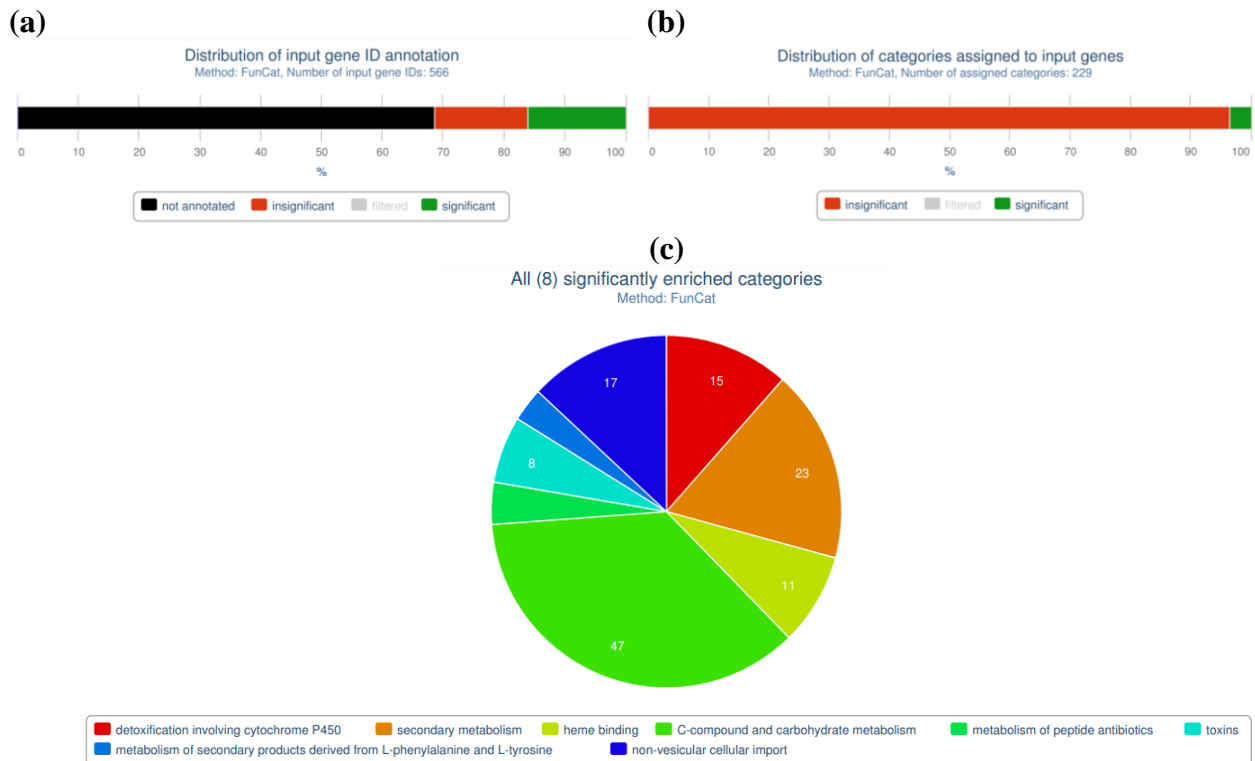 (a)
Distribution of input gene ID annotation
Method: FunCat, Number of input gene IDs: 566
0 10 20 30 40 50 60 70 80 90 100
%
not annotated insignificant filtered significant
(b)
Distribution of categories assigned to input genes
Method: FunCat, Number of assigned categories: 229
0 10 20 30 40 50 60 70 80 90 100
%
insignificant filtered significant
(c)
All (8) significantly enriched categories
Method: FunCat
17
15
8
23
11
47
detoxification involving cytochrome P450 secondary metabolism heme binding C-compound and carbohydrate metabolism metabolism of peptide antibiotics toxins
metabolism of secondary products derived from L-phenylalanine and L-tyrosine non-vesicular cellular import